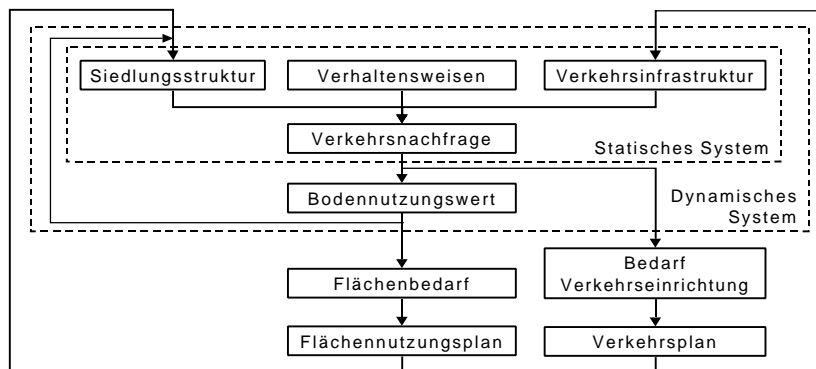 Siedlungsstruktur
Verhaltensweisen
Verkehrsinfrastruktur
Verkehrsnachfrage
Statisches System
Bodennutzungswert
Dynamisches
System
Flächenbedarf
Bedarf
Verkehrseinrichtung
Flächennutzungsplan
Verkehrsplan